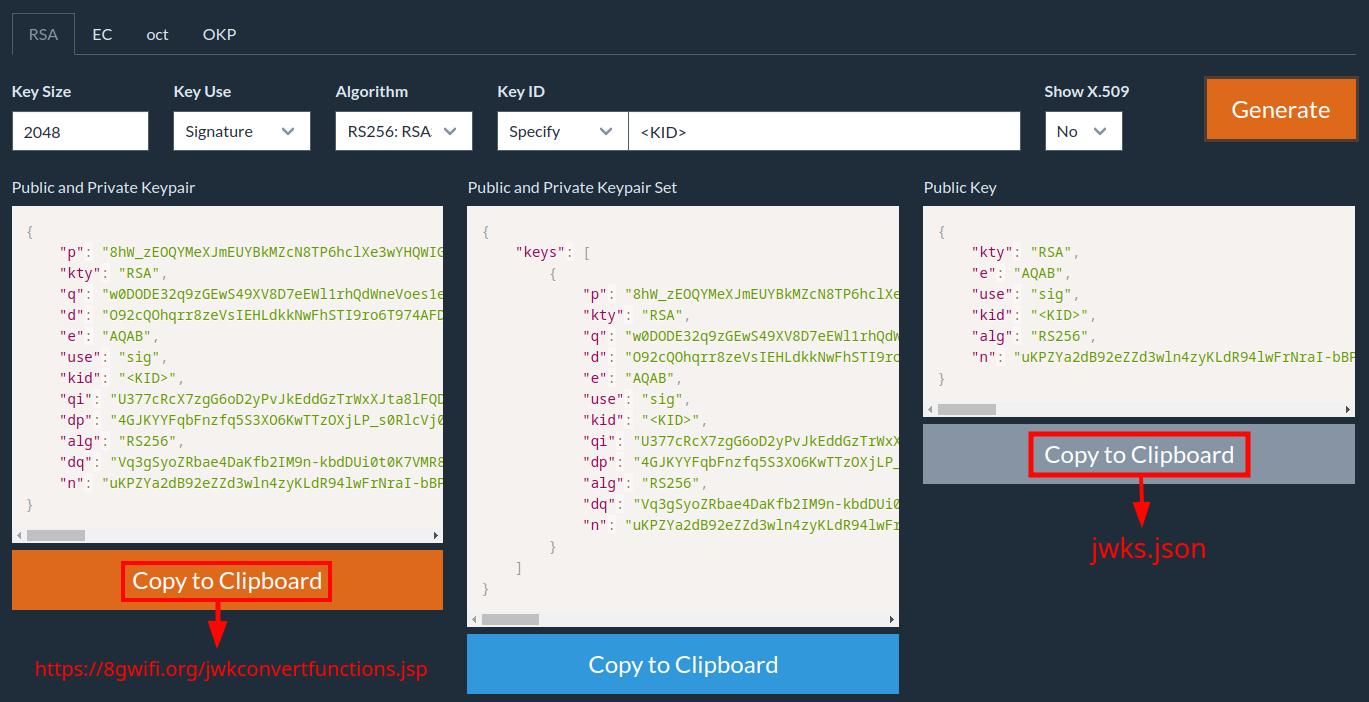 RSA EC oct OKP
Key Size Key Use Algorithm Key ID Show X.509
2048 Signature RS256: RSA Specify <KID> No Generate
Public and Private Keypair
{
"p": "8hW_zEOQYMeXJmEUYBkMZcN8TP6hclXe3wYHQWIG
"kty": "RSA",
"q": "w0DODE32q9zGEwS49XV8D7eEWl1rhQdWneVoes1e
"d": "O92cQOhqrr8zeVsIEHLdkkNwFhSTI9ro6T974AFD
"e": "AQAB",
"use": "sig",
"kid": "<KID>",
"qi": "U377cRcX7zgG6oD2yPvJkEddGzTrWxXJta8lFQD
"dp": "4GJKYYFqbFnzfq5S3XO6KwTTzOXjLP_s0RlcVj0
"alg": "RS256",
"dq": "Vq3gSyoZRbae4DaKfb2IM9n-kbdDUi0t0K7VMR8
"n": "uKPZYa2dB92eZZd3wln4zyKLdR94lwFrNraI-bBP
}
Copy to Clipboard
https://8gwifi.org/jwkconvertfunctions.jsp
Public and Private Keypair Set
{
"keys": [
{
"p": "8hW_zEOQYMeXJmEUYBkMZcN8TP6hclXe
"kty": "RSA",
"q": "w0DODE32q9zGEwS49XV8D7eEWl1rhQdW
"d": "O92cQOhqrr8zeVsIEHLdkkNwFhSTI9ro
"e": "AQAB",
"use": "sig",
"kid": "<KID>",
"qi": "U377cRcX7zgG6oD2yPvJkEddGzTrWxX
"dp": "4GJKYYFqbFnzfq5S3XO6KwTTzOXjLP_
"alg": "RS256",
"dq": "Vq3gSyoZRbae4DaKfb2IM9n-kbdDUi0
"n": "uKPZYa2dB92eZZd3wln4zyKLdR94lwFr
}
]
}
Copy to Clipboard
Public Key
{
"kty": "RSA",
"e": "AQAB",
"use": "sig",
"kid": "<KID>",
"alg": "RS256",
"n": "uKPZYa2dB92eZZd3wln4zyKLdR94lwFrNraI-bBP
}
Copy to Clipboard
jwks.json